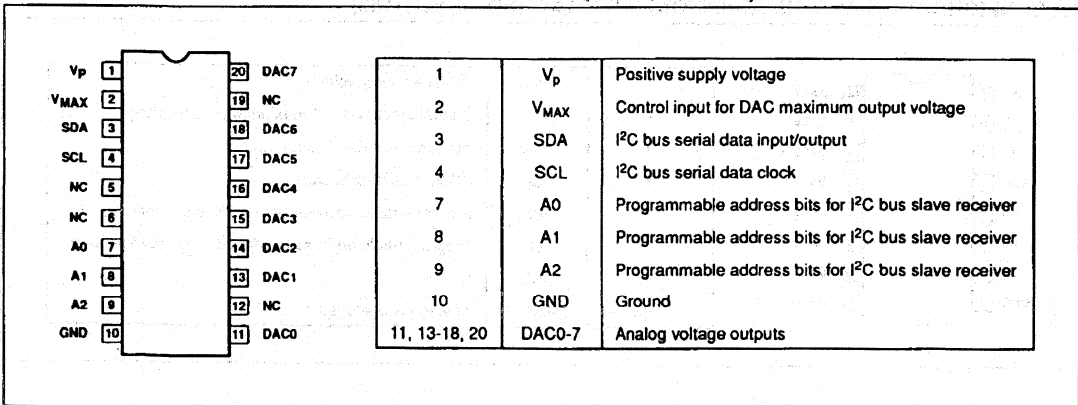 VP 1
VMAX 2
SDA 3
SCL 4
NC 5
NC 6
A0 7
A1 8
A2 9
GND 10
20 DAC7
19 NC
18 DAC6
17 DAC5
16 DAC4
15 DAC3
14 DAC2
13 DAC1
12 NC
11 DAC0
1 Vp Positive supply voltage
2 VMAX Control input for DAC maximum output voltage
3 SDA I²C bus serial data input/output
4 SCL I²C bus serial data clock
7 A0 Programmable address bits for I²C bus slave receiver
8 A1 Programmable address bits for I²C bus slave receiver
9 A2 Programmable address bits for I²C bus slave receiver
10 GND Ground
11, 13-18, 20 DAC0-7 Analog voltage outputs